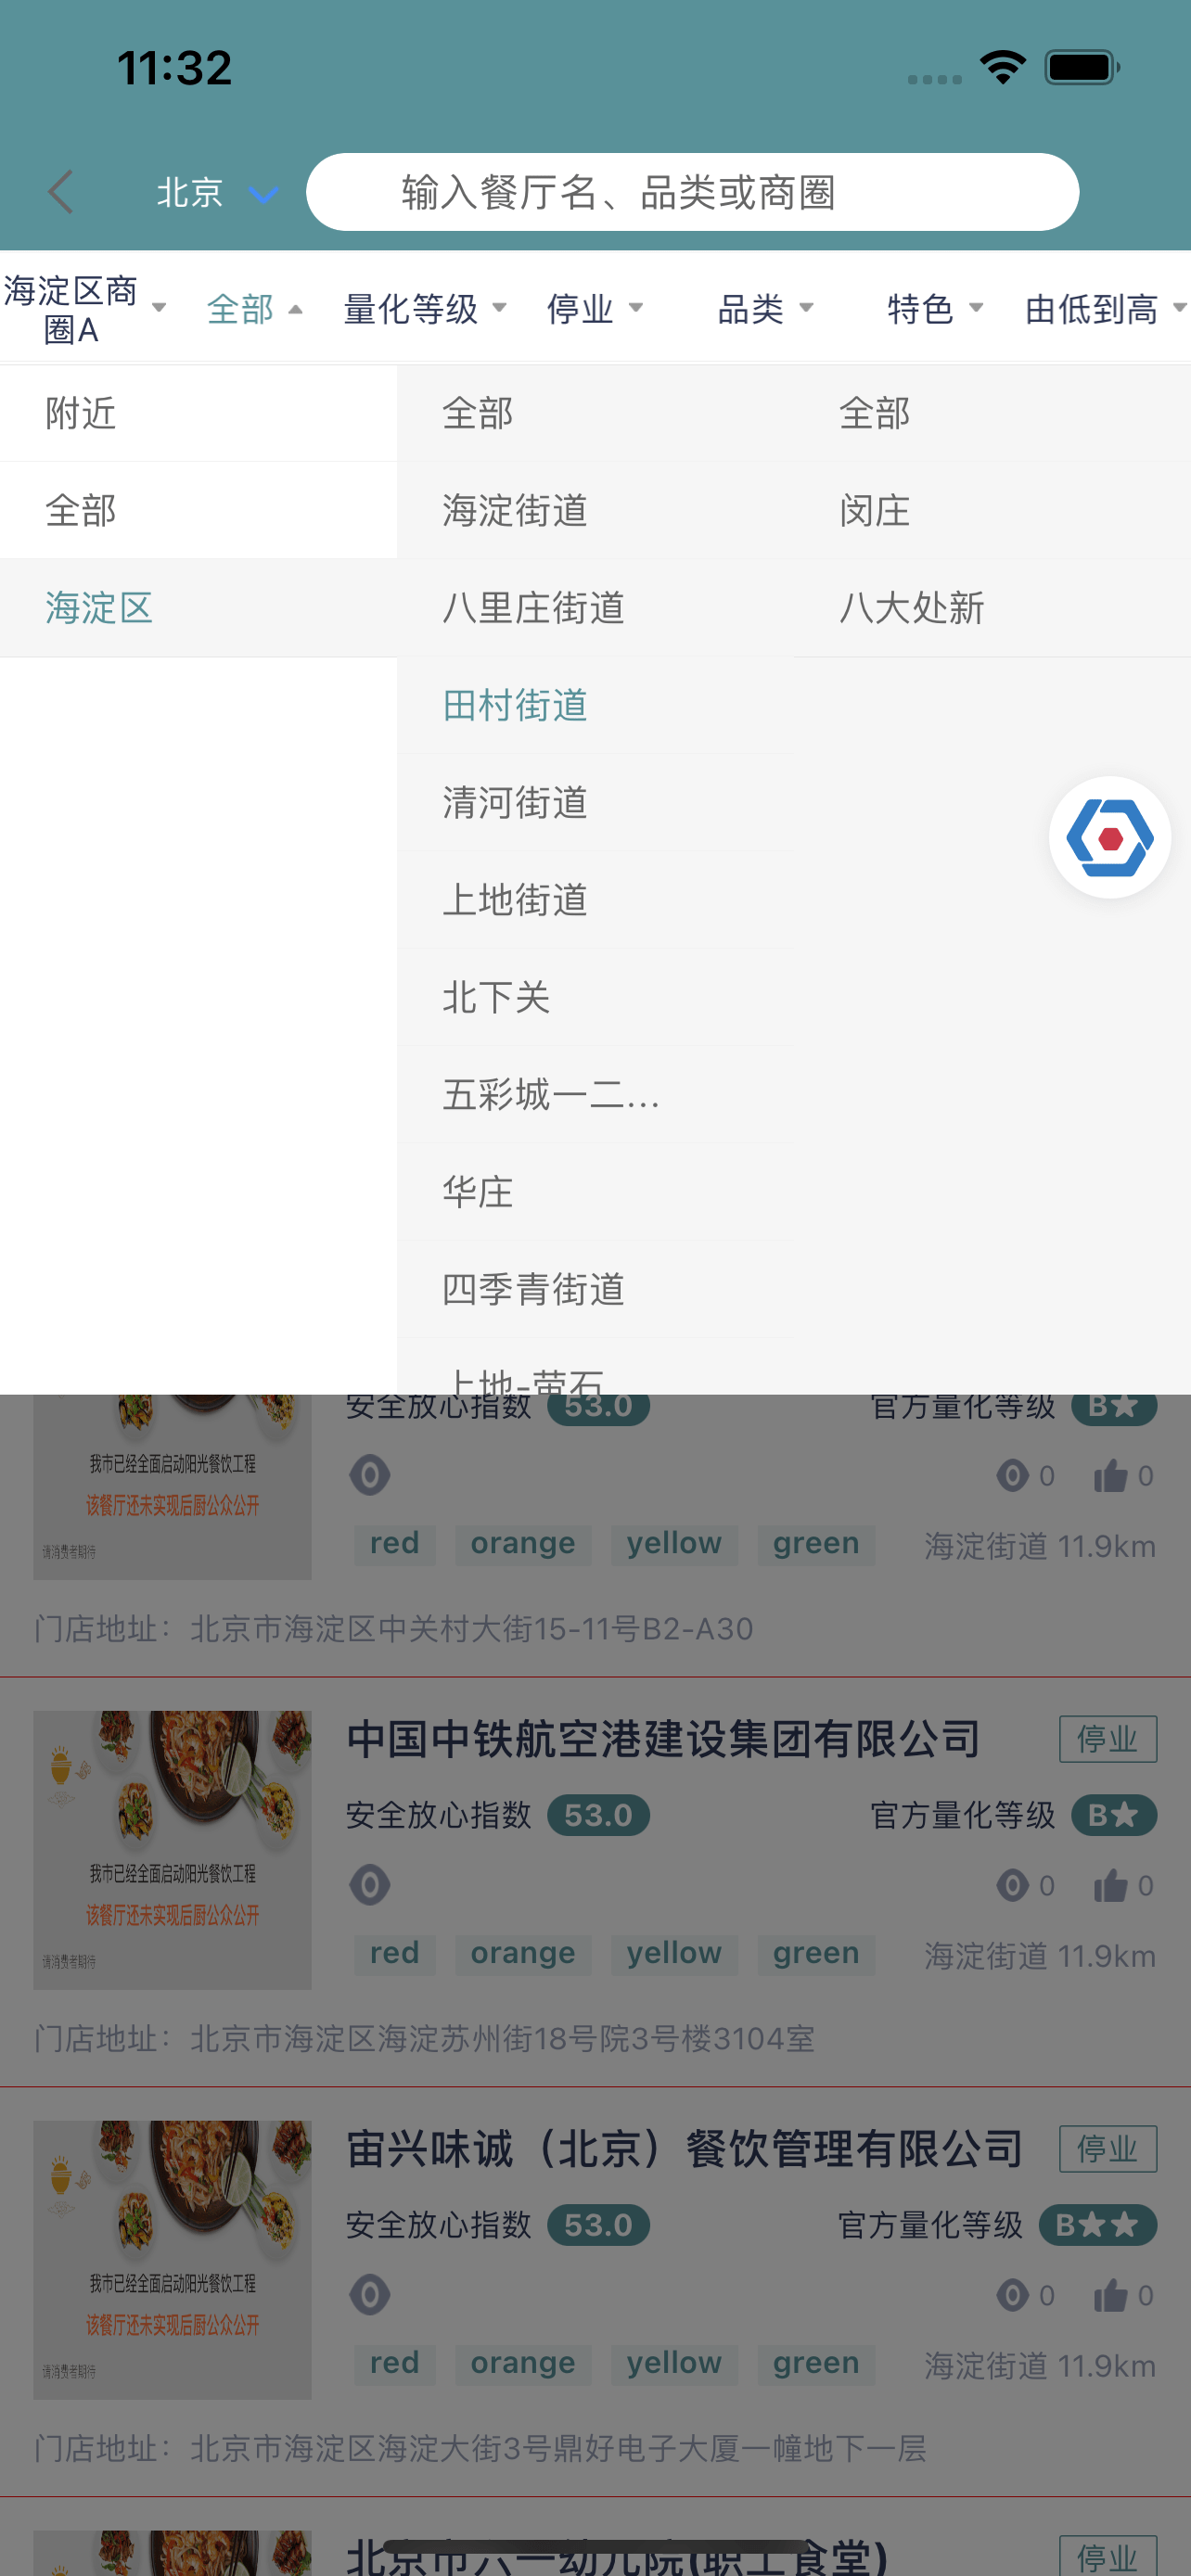 11:32
北京
输入餐厅名、品类或商圈
海淀区商
圈A
全部
量化等级
停业
品类
特色
由低到高
附近
全部
全部
全部
海淀街道
闵庄
海淀区
八里庄街道
八大处新
田村街道
清河街道
上地街道
北下关
五彩城一二...
华庄
四季青街道
上地-萤石
安全放心指数 53.0
官方量化等级 B★
我市已经全面启动阳光餐饮工程
该餐厅还未实现后厨公众公开
请消费者期待
0 0
red orange yellow green
海淀街道 11.9km
门店地址：北京市海淀区中关村大街15-11号B2-A30
中国中铁航空港建设集团有限公司
停业
安全放心指数 53.0
官方量化等级 B★
我市已经全面启动阳光餐饮工程
该餐厅还未实现后厨公众公开
请消费者期待
0 0
red orange yellow green
海淀街道 11.9km
门店地址：北京市海淀区海淀苏州街18号院3号楼3104室
宙兴味诚（北京）餐饮管理有限公司
停业
安全放心指数 53.0
官方量化等级 B★★
我市已经全面启动阳光餐饮工程
该餐厅还未实现后厨公众公开
请消费者期待
0 0
red orange yellow green
海淀街道 11.9km
门店地址：北京市海淀区海淀大街3号鼎好电子大厦一幢地下一层
北京市六一幼儿院(职工食堂)
停业